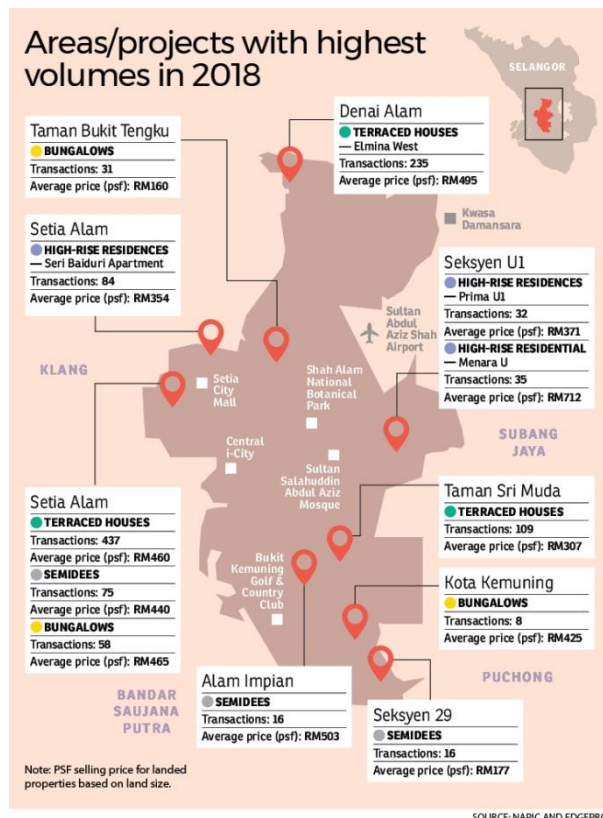 Areas/projects with highest
volumes in 2018
SELANGOR
Taman Bukit Tengku
BUNGALOWS
Transactions: 31
Average price (psf): RM160
Denai Alam
TERRACED HOUSES
— Elmina West
Transactions: 235
Average price (psf): RM495
Kwasa
Damansara
Setia Alam
HIGH-RISE RESIDENCES
— Seri Baiduri Apartment
Transactions: 84
Average price (psf): RM354
Seksyen U1
HIGH-RISE RESIDENCES
— Prima U1
Transactions: 32
Average price (psf): RM371
HIGH-RISE RESIDENTIAL
— Menara U
Transactions: 35
Average price (psf): RM712
Sultan
Abdul
Aziz Shah
Airport
KLANG
Setia
City
Mall
Shah Alam
National
Botanical
Park
SUBANG
JAYA
Central
i-City
Sultan
Salahuddin
Abdul Aziz
Mosque
Setia Alam
TERRACED HOUSES
Transactions: 437
Average price (psf): RM460
SEMIDEES
Transactions: 75
Average price (psf): RM440
BUNGALOWS
Transactions: 58
Average price (psf): RM465
Taman Sri Muda
TERRACED HOUSES
Transactions: 109
Average price (psf): RM307
Bukit
Kemuning
Golf &
Country
Club
Kota Kemuning
BUNGALOWS
Transactions: 8
Average price (psf): RM425
PUCHONG
BANDAR
SAUJANA
PUTRA
Alam Impian
SEMIDEES
Transactions: 16
Average price (psf): RM503
Seksyen 29
SEMIDEES
Transactions: 16
Average price (psf): RM177
Note: PSF selling price for landed
properties based on land size.
SOURCE: NAPIC AND EDGEPR